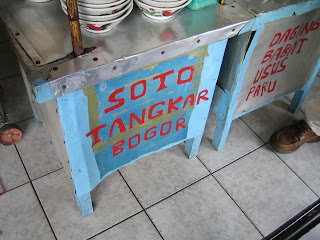 SOTO
TANGKAR
BOGOR
DAGING
BABAT
USUS
PARU